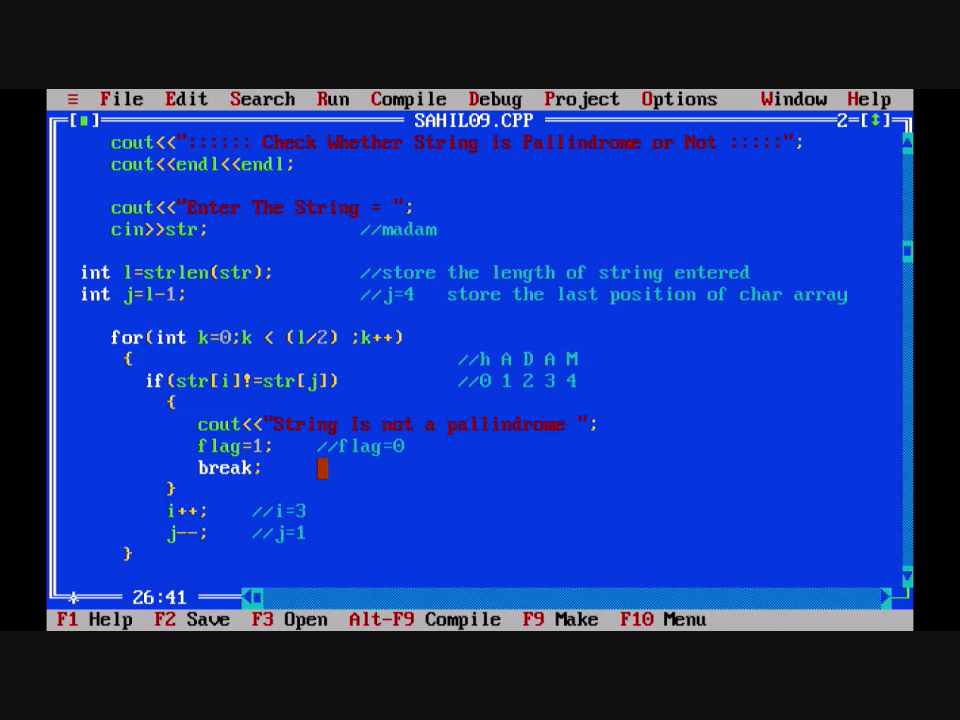 ≡ File Edit Search Run Compile Debug Project Options Window Help
[■] SAHIL09.CPP 2=[↕]
cout<<":::::: Check Whether String is Pallindrome or Not :::::";
cout<<endl<<endl;
cout<<"Enter The String = ";
cin>>str; //madam
int l=strlen(str); //store the length of string entered
int j=l-1; //j=4 store the last position of char array
for(int k=0;k < (l/2) ;k++)
{ //h A D A M
if(str[i]!=str[j]) //0 1 2 3 4
{
cout<<"String Is not a pallindrome ";
flag=1; //flag=0
break;
}
i++; //i=3
j--; //j=1
}
26:41
F1 Help F2 Save F3 Open Alt-F9 Compile F9 Make F10 Menu